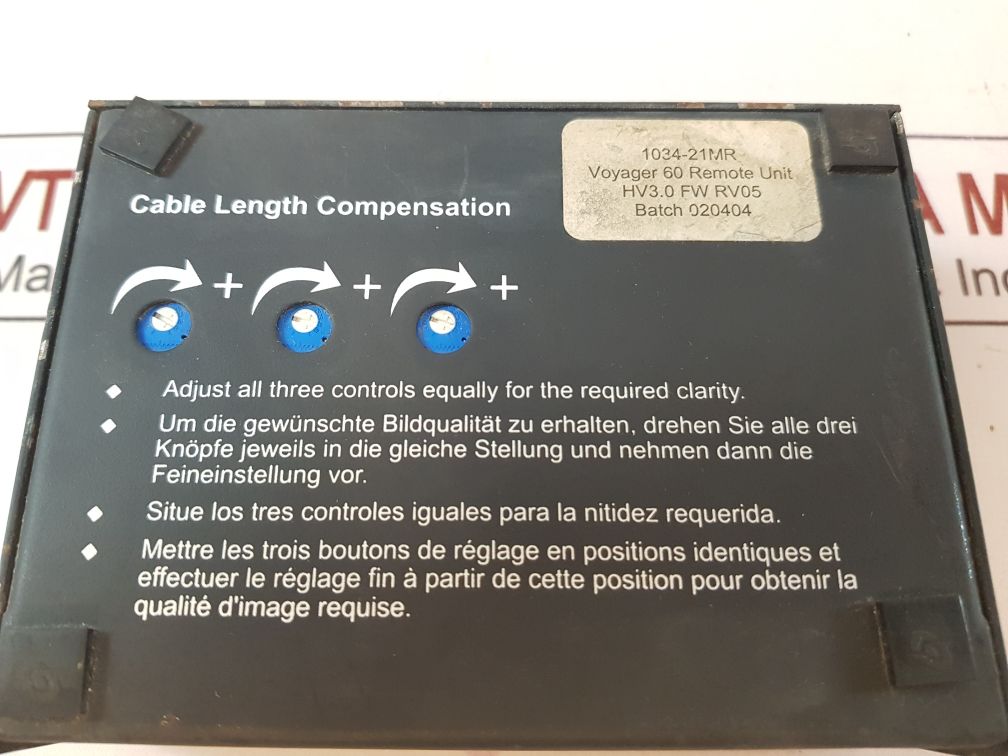 1034-21MR
Voyager 60 Remote Unit
HV3.0 FW RV05
Batch 020404
Cable Length Compensation
+ + +
Adjust all three controls equally for the required clarity.
Um die gewünschte Bildqualität zu erhalten, drehen Sie alle drei
Knöpfe jeweils in die gleiche Stellung und nehmen dann die
Feineinstellung vor.
Situe los tres controles iguales para la nitidez requerida.
Mettre les trois boutons de réglage en positions identiques et
effectuer le réglage fin à partir de cette position pour obtenir la
qualité d'image requise.
VT
A M
Ma
Ind